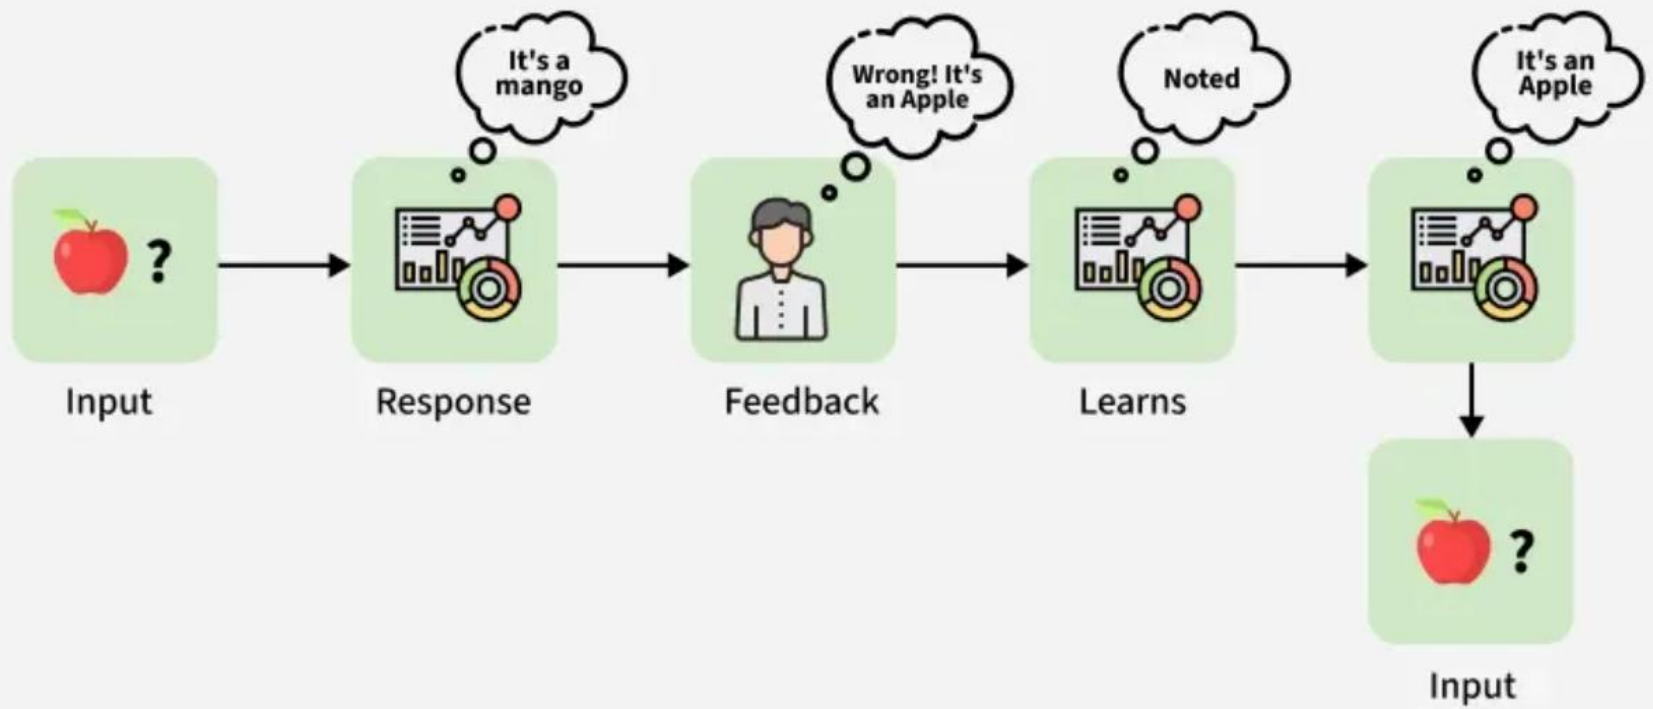 It's a
mango
Wrong! It's
an Apple
Noted
It's an
Apple
?
Input
Response
Feedback
Learns
?
Input